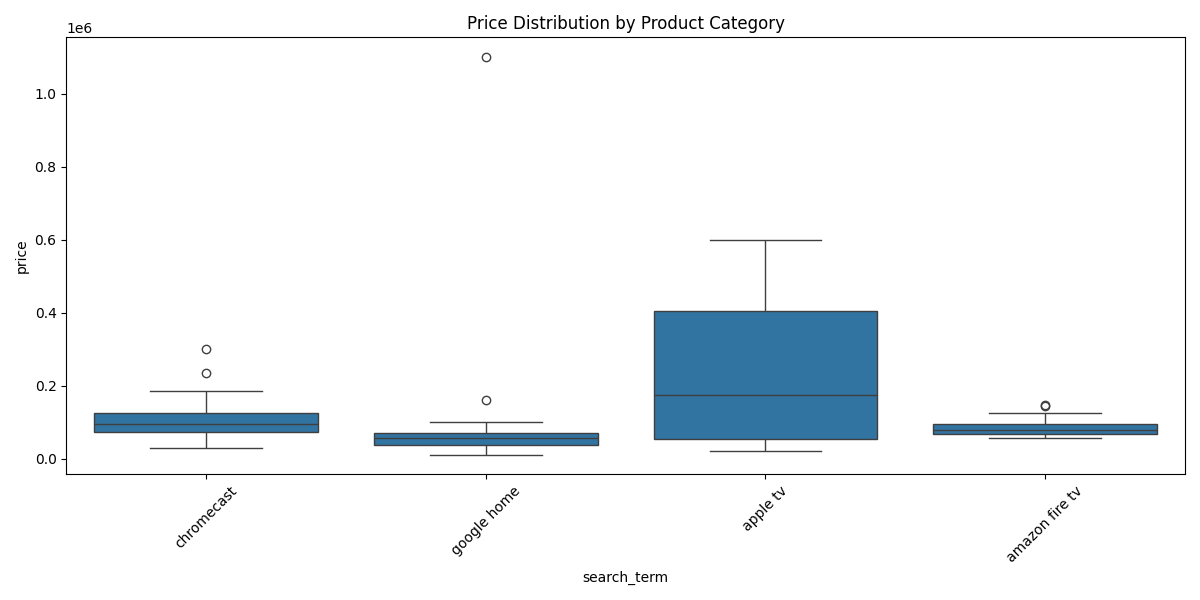 Price Distribution by Product Category
1e6
1.0
0.8
0.6
0.4
0.2
0.0
price
chromecast
google home
apple tv
amazon fire tv
search_term